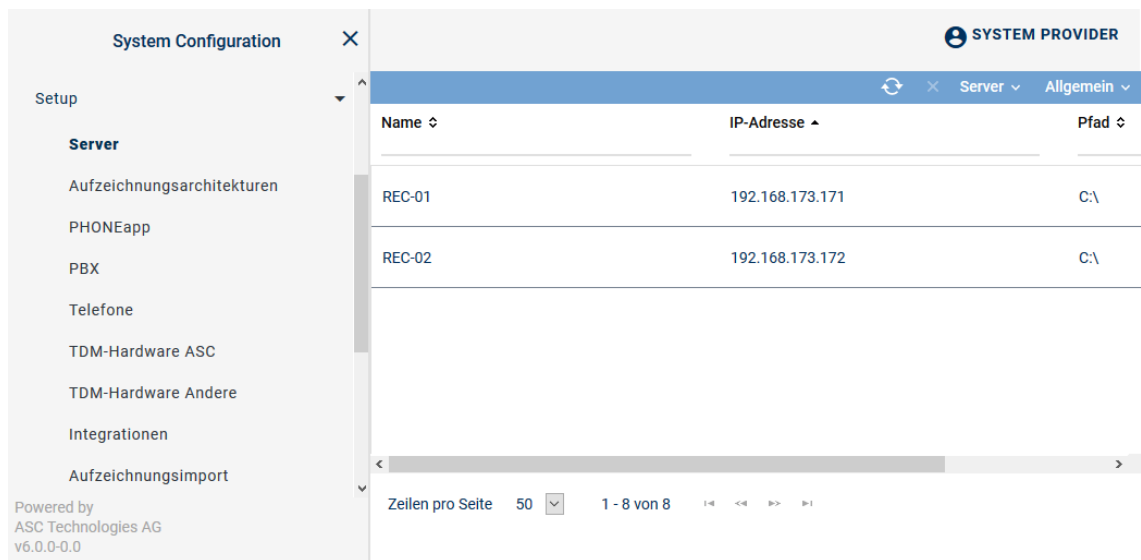 System Configuration
SYSTEM PROVIDER
Setup
Server
Aufzeichnungsarchitekturen
PHONEapp
PBX
Telefone
TDM-Hardware ASC
TDM-Hardware Andere
Integrationen
Aufzeichnungsimport
Powered by
ASC Technologies AG
v6.0.0-0.0
Server Allgemein
Name IP-Adresse Pfad
REC-01 192.168.173.171 C:\
REC-02 192.168.173.172 C:\
Zeilen pro Seite 50 1 - 8 von 8